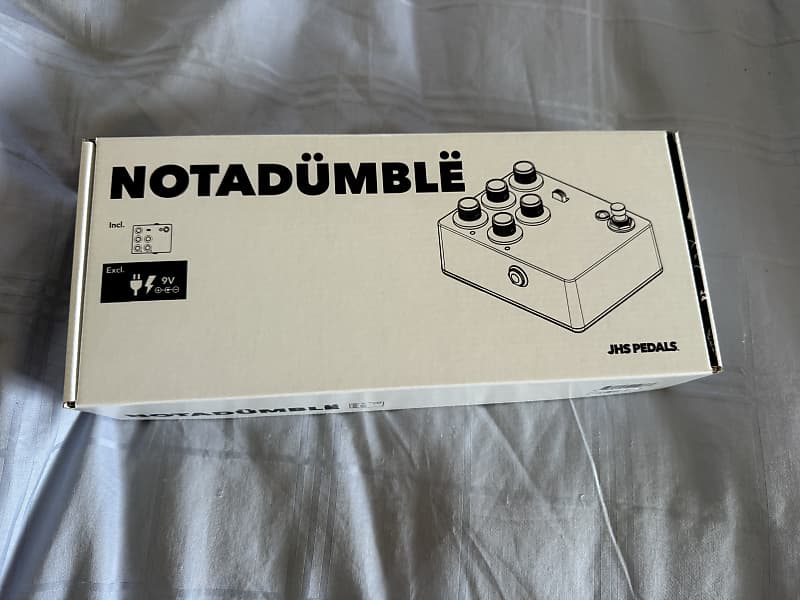 NOTADÜMBLË
Incl.
Excl.
9V
JHS PEDALS.
NOTADÜMBLË